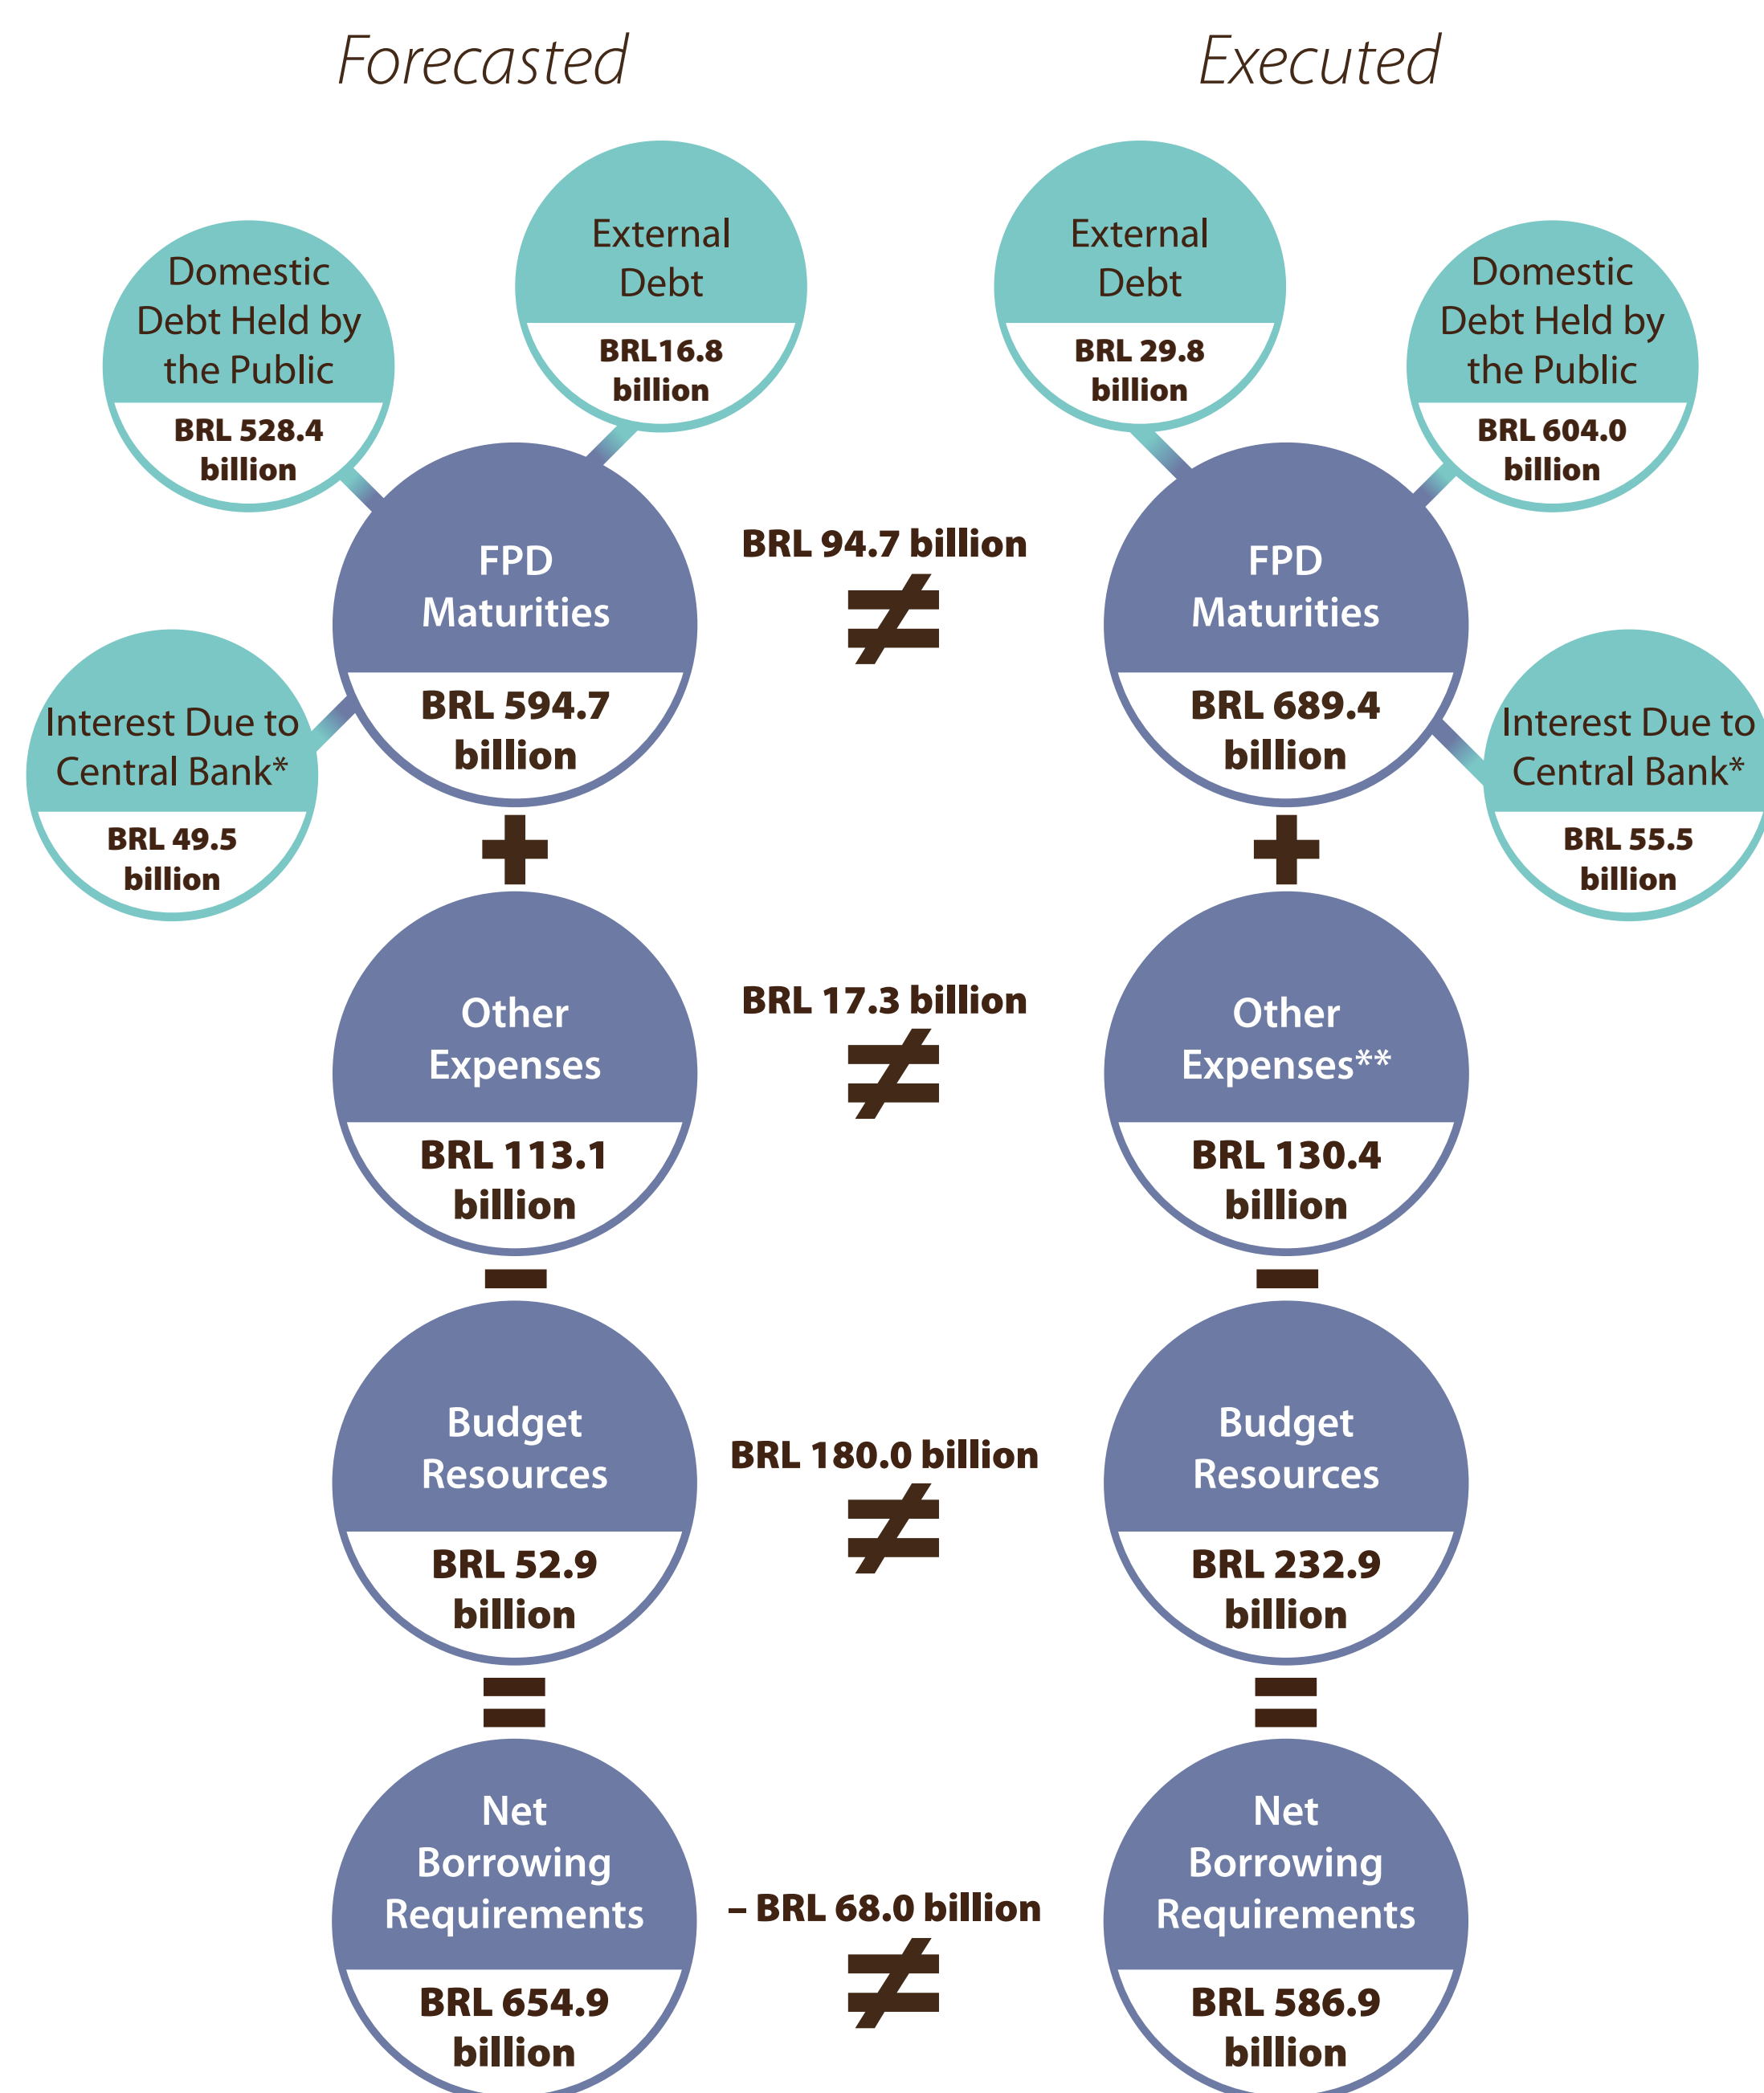 Forecasted
Executed
External
Debt
BRL16.8
billion
External
Debt
BRL 29.8
billion
Domestic
Debt Held by
the Public
BRL 528.4
billion
Domestic
Debt Held by
the Public
BRL 604.0
billion
FPD
Maturities
BRL 594.7
billion
BRL 94.7 billion
≠
FPD
Maturities
BRL 689.4
billion
Interest Due to
Central Bank*
BRL 49.5
billion
Interest Due to
Central Bank*
BRL 55.5
billion
+
+
Other
Expenses
BRL 113.1
billion
BRL 17.3 billion
≠
Other
Expenses**
BRL 130.4
billion
–
–
Budget
Resources
BRL 52.9
billion
BRL 180.0 billion
≠
Budget
Resources
BRL 232.9
billion
=
=
Net
Borrowing
Requirements
BRL 654.9
billion
– BRL 68.0 billion
≠
Net
Borrowing
Requirements
BRL 586.9
billion